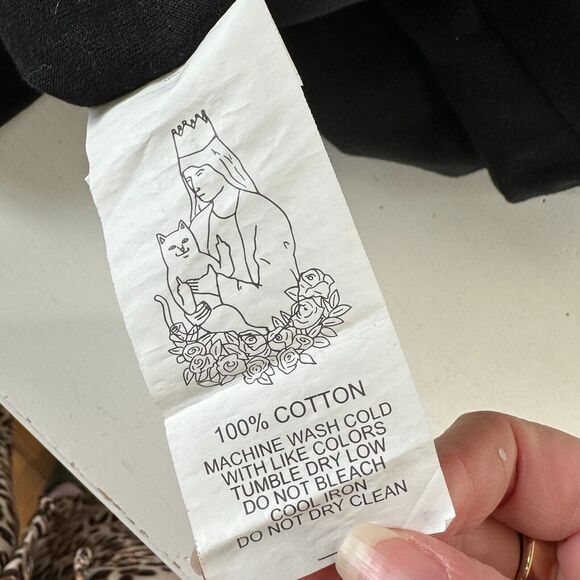 100% COTTON
MACHINE WASH COLD
WITH LIKE COLORS
TUMBLE DRY LOW
DO NOT BLEACH
COOL IRON
DO NOT DRY CLEAN